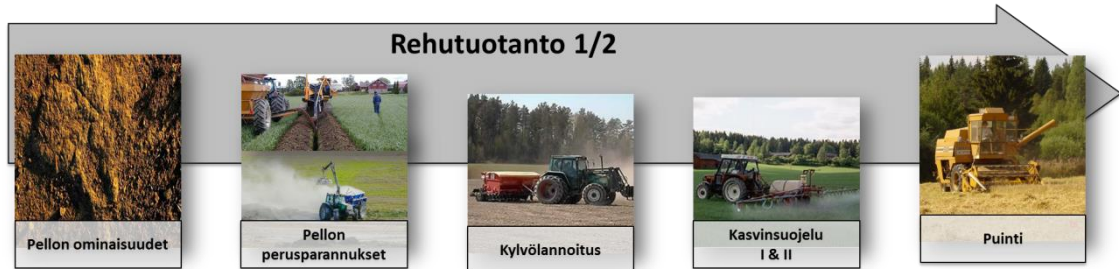 Rehutuotanto 1/2
Pellon ominaisuudet
Pellon
perusparannukset
Kylvölannoitus
Kasvinsuojelu
I & II
Puinti